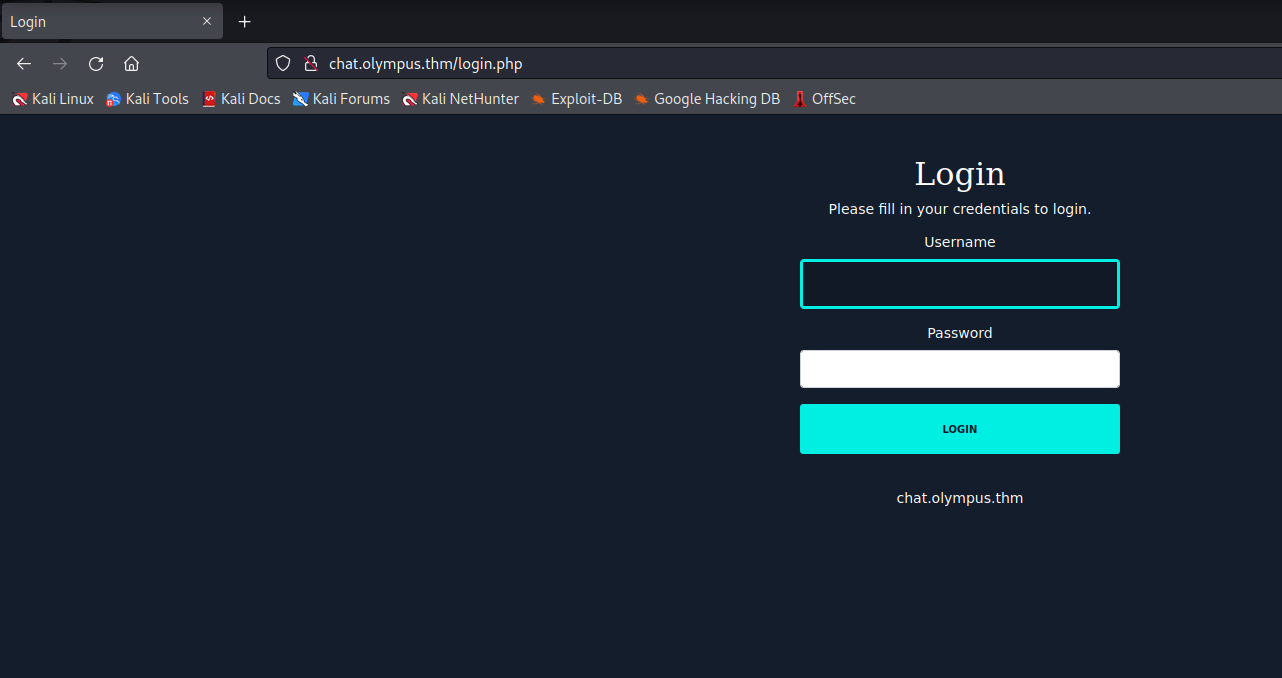 Login
chat.olympus.thm/login.php
Kali Linux Kali Tools Kali Docs Kali Forums Kali NetHunter Exploit-DB Google Hacking DB OffSec
Login
Please fill in your credentials to login.
Username
Password
LOGIN
chat.olympus.thm